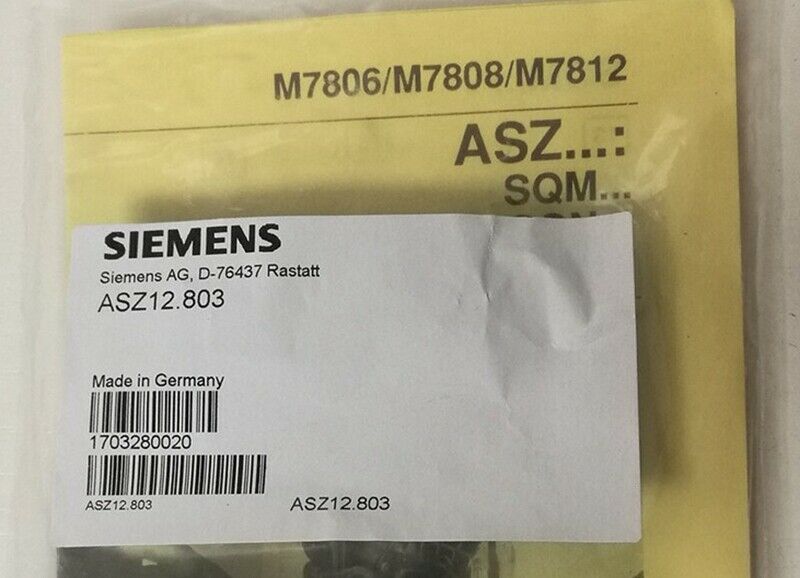 M7806/M7808/M7812
ASZ...:
SQM...
SIEMENS
Siemens AG, D-76437 Rastatt
ASZ12.803
Made in Germany
1703280020
ASZ12.803
ASZ12.803